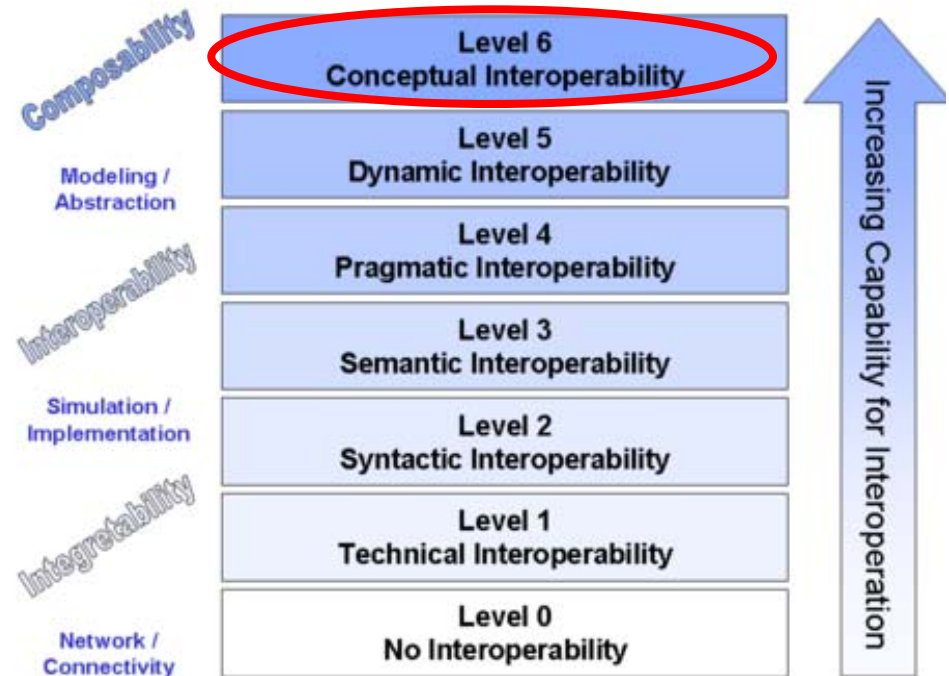 Composability
Modeling /
Abstraction
Interoperability
Simulation /
Implementation
Integretability
Network /
Connectivity
Level 6
Conceptual Interoperability
Level 5
Dynamic Interoperability
Level 4
Pragmatic Interoperability
Level 3
Semantic Interoperability
Level 2
Syntactic Interoperability
Level 1
Technical Interoperability
Level 0
No Interoperability
Increasing Capability for Interoperation